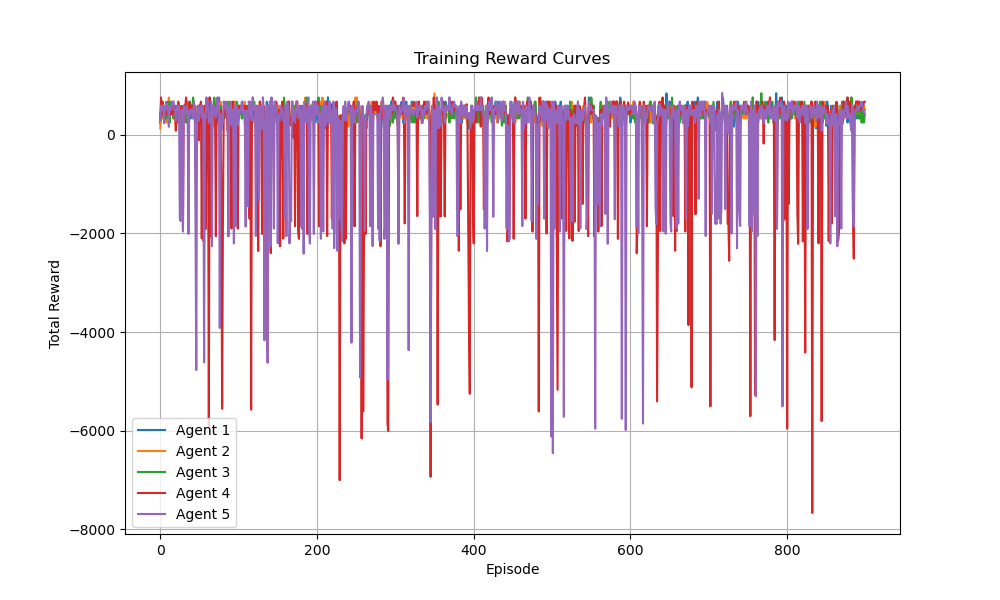 Training Reward Curves
Total Reward
0
−2000
−4000
−6000
−8000
Agent 1
Agent 2
Agent 3
Agent 4
Agent 5
0 200 400 600 800
Episode